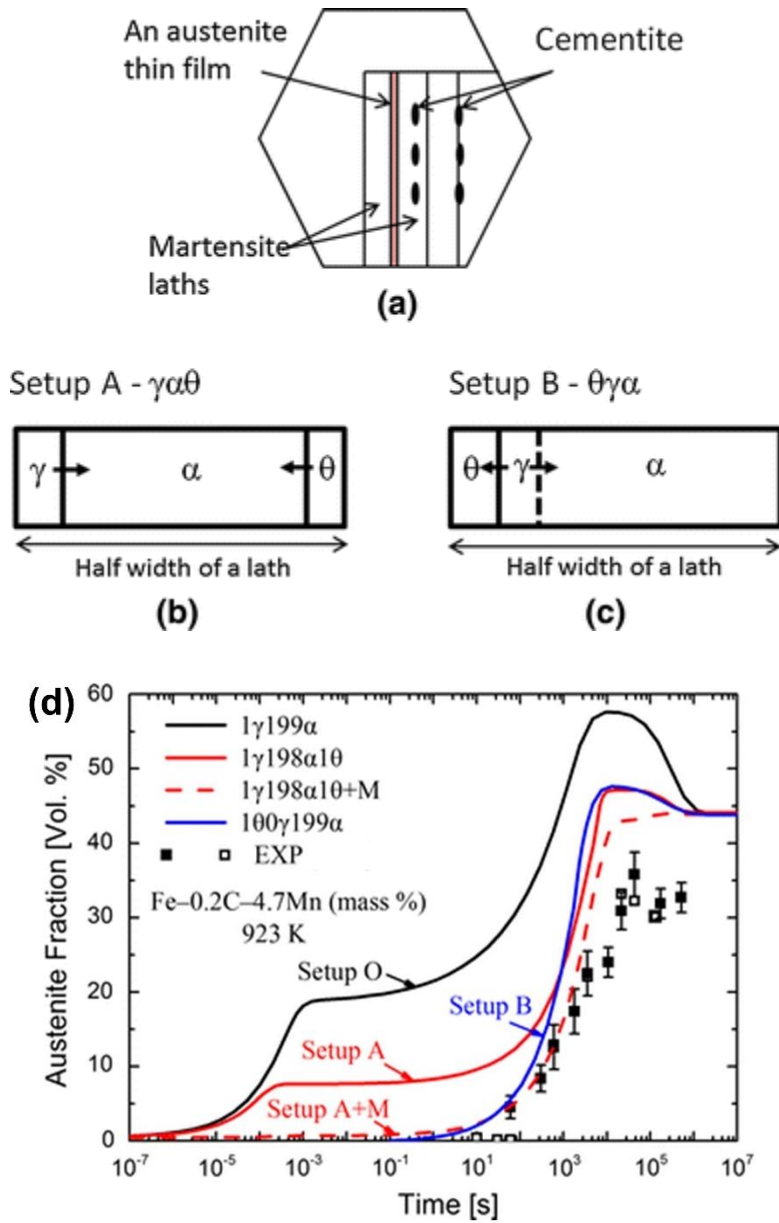 An austenite
thin film
Cementite
Martensite
laths
(a)
Setup A - γαθ
Setup B - θγα
γ α θ
θ γ α
Half width of a lath
Half width of a lath
(b)
(c)
(d)
60
50
40
30
20
10
0
Austenite Fraction [Vol. %]
1γ199α
1γ198α1θ
1γ198α1θ+M
1θ0γ199α
EXP
Fe–0.2C–4.7Mn (mass %)
923 K
Setup O
Setup B
Setup A
Setup A+M
10⁻⁷ 10⁻⁵ 10⁻³ 10⁻¹ 10¹ 10³ 10⁵ 10⁷
Time [s]